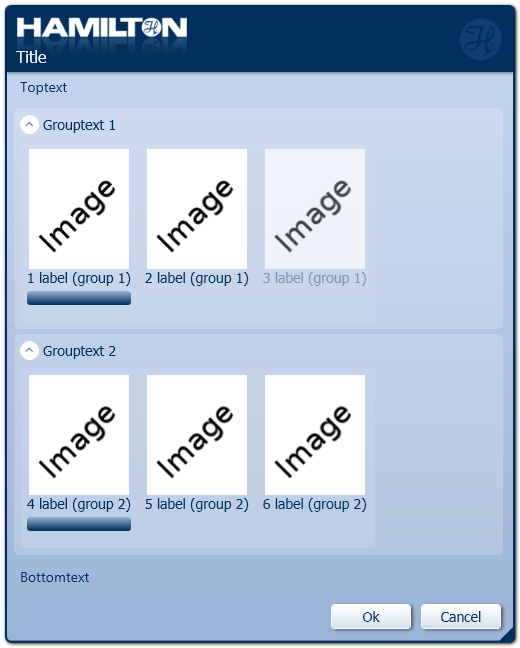 HAMILTON
Title
Toptext
Grouptext 1
Image Image Image
1 label (group 1) 2 label (group 1) 3 label (group 1)
Grouptext 2
Image Image Image
4 label (group 2) 5 label (group 2) 6 label (group 2)
Bottomtext
Ok Cancel